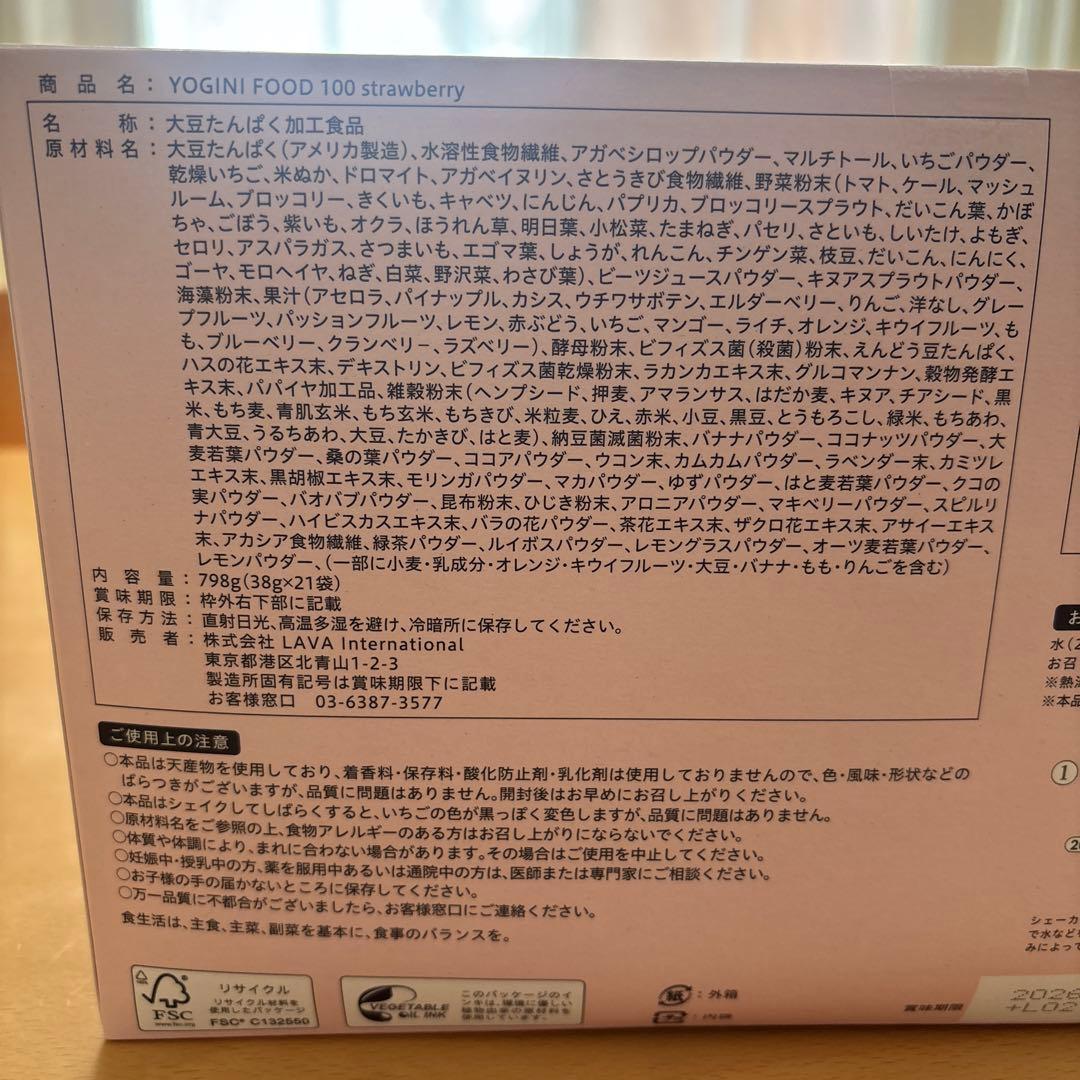 商品名：YOGINI FOOD 100 strawberry
名称：大豆たんぱく加工食品
原材料名：大豆たんぱく(アメリカ製造)、水溶性食物繊維、アガベシロップパウダー、マルチトール、いちごパウダー、
乾燥いちご、米ぬか、ドロマイト、アガベイヌリン、さとうきび食物繊維、野菜粉末(トマト、ケール、マッシュ
ルーム、ブロッコリー、きくいも、キャベツ、にんじん、パプリカ、ブロッコリースプラウト、だいこん葉、かぼ
ちゃ、ごぼう、紫いも、オクラ、ほうれん草、明日葉、小松菜、たまねぎ、パセリ、さといも、しいたけ、よもぎ、
セロリ、アスパラガス、さつまいも、エゴマ葉、しょうが、れんこん、チンゲン菜、枝豆、だいこん、にんにく、
ゴーヤ、モロヘイヤ、ねぎ、白菜、野沢菜、わさび葉)、ビーツジュースパウダー、キヌアスプラウトパウダー、
海藻粉末、果汁(アセロラ、パイナップル、カシス、ウチワサボテン、エルダーベリー、りんご、洋なし、グレー
プフルーツ、パッションフルーツ、レモン、赤ぶどう、いちご、マンゴー、ライチ、オレンジ、キウイフルーツ、も
も、ブルーベリー、クランベリー、ラズベリー)、酵母粉末、ビフィズス菌(殺菌)粉末、えんどう豆たんぱく、
ハスの花エキス末、デキストリン、ビフィズス菌乾燥粉末、ラカンカエキス末、グルコマンナン、穀物発酵エ
キス末、パパイヤ加工品、雑穀粉末(ヘンプシード、押麦、アマランサス、はだか麦、キヌア、チアシード、黒
米、もち麦、青肌玄米、もち玄米、もちきび、米粒麦、ひえ、赤米、小豆、黒豆、とうもろこし、緑米、もちあわ、
青大豆、うるちあわ、大豆、たかきび、はと麦)、納豆菌滅菌粉末、バナナパウダー、ココナッツパウダー、大
麦若葉パウダー、桑の葉パウダー、ココアパウダー、ウコン末、カムカムパウダー、ラベンダー末、カミツレ
エキス末、黒胡椒エキス末、モリンガパウダー、マカパウダー、ゆずパウダー、はと麦若葉パウダー、クコの
実パウダー、バオバブパウダー、昆布粉末、ひじき粉末、アロニアパウダー、マキベリーパウダー、スピルリ
ナパウダー、ハイビスカスエキス末、バラの花パウダー、茶花エキス末、ザクロ花エキス末、アサイーエキス
末、アカシア食物繊維、緑茶パウダー、ルイボスパウダー、レモングラスパウダー、オーツ麦若葉パウダー、
レモンパウダー、(一部に小麦・乳成分・オレンジ・キウイフルーツ・大豆・バナナ・もも・りんごを含む)
内容量：798g(38g×21袋)
賞味期限：枠外右下部に記載
保存方法：直射日光、高温多湿を避け、冷暗所に保存してください。
販売者：株式会社 LAVA International
東京都港区北青山1-2-3
製造所固有記号は賞味期限下に記載
お客様窓口 03-6387-3577
ご使用上の注意
○本品は天産物を使用しており、着香料・保存料・酸化防止剤・乳化剤は使用しておりませんので、色・風味・形状などの
ばらつきがございますが、品質に問題はありません。開封後はお早めにお召し上がりください。
○本品はシェイクしてしばらくすると、いちごの色が黒っぽく変色しますが、品質に問題はありません。
○原材料名をご参照の上、食物アレルギーのある方はお召し上がりにならないでください。
○体質や体調により、まれに合わない場合があります。その場合はご使用を中止してください。
○妊娠中・授乳中の方、薬を服用中あるいは通院中の方は、医師または専門家にご相談ください。
○お子様の手の届かないところに保存してください。
○万一品質に不都合がございましたら、お客様窓口にご連絡ください。
食生活は、主食、主菜、副菜を基本に、食事のバランスを。
FSC
www.fsc.org
リサイクル
リサイクル材料を
使用したパッケージ
FSC® C132550
VEGETABLE
OIL INK
このパッケージのイ
ンキは、環境に優しい
植物由来の原材料を
使用しています。
紙：外箱
：内袋
お
水(2
お召
※熱
※本品
1
シェーカ
で水など
みによって
賞味期限
2026
+L02